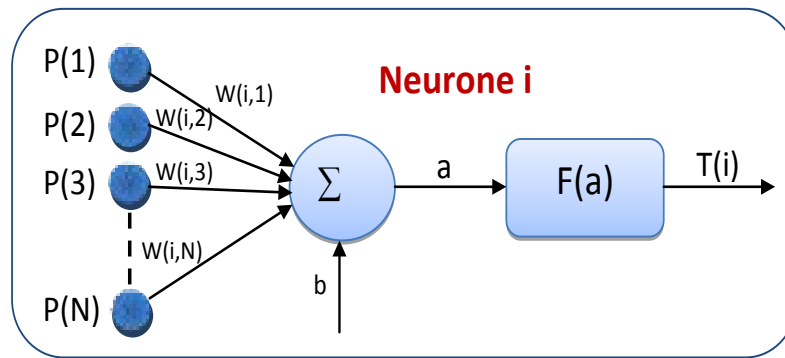 Neurone i
P(1)
W(i,1)
P(2)
W(i,2)
P(3)
W(i,3)
P(N)
W(i,N)
Σ
b
a
F(a)
T(i)